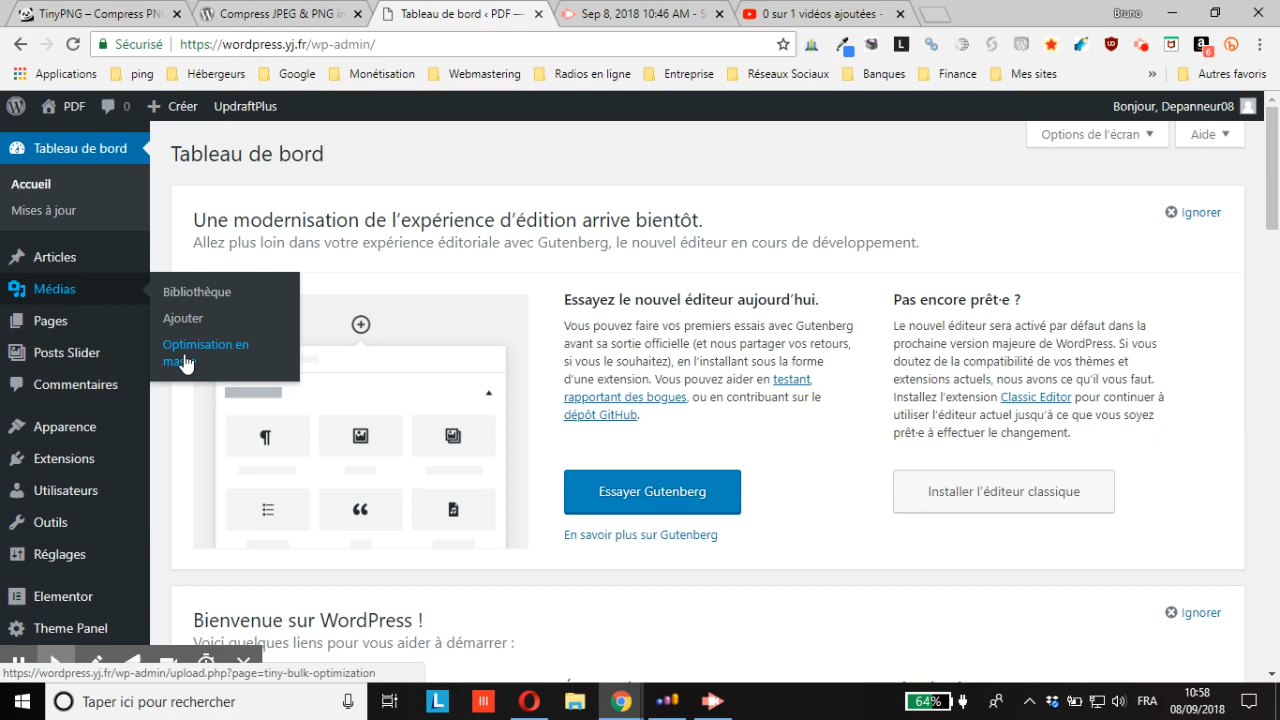 TinyPNG – Compress PN
Compress JPEG & PNG in
Tableau de bord ‹ PDF —
Sep 8, 2018 10:46 AM - S
0 sur 1 vidéos ajoutées -
Bruno
Sécurisé
https://wordpress.yj.fr/wp-admin/
L
6
Applications
ping
Hébergeurs
Google
Monétisation
Webmastering
Radios en ligne
Entreprise
Réseaux Sociaux
Banques
Finance
Mes sites
»
Autres favoris
PDF
0
Créer
UpdraftPlus
Bonjour, Depanneur08
Tableau de bord
Accueil
Mises à jour
Articles
Médias
Pages
Posts Slider
Commentaires
Apparence
Extensions
Utilisateurs
Outils
Réglages
Elementor
Theme Panel
Bibliothèque
Ajouter
Optimisation en
Options de l'écran
Aide
Tableau de bord
Une modernisation de l'expérience d'édition arrive bientôt.
Ignorer
Allez plus loin dans votre expérience éditoriale avec Gutenberg, le nouvel éditeur en cours de développement.
Essayez le nouvel éditeur aujourd'hui.
Vous pouvez faire vos premiers essais avec Gutenberg
avant sa sortie officielle (et nous partager vos retours,
si vous le souhaitez), en l'installant sous la forme
d'une extension. Vous pouvez aider en testant,
rapportant des bogues, ou en contribuant sur le
dépôt GitHub.
Essayer Gutenberg
En savoir plus sur Gutenberg
Pas encore prêt·e ?
Le nouvel éditeur sera activé par défaut dans la
prochaine version majeure de WordPress. Si vous
doutez de la compatibilité de vos thèmes et
extensions actuels, nous avons ce qu'il vous faut.
Installez l'extension Classic Editor pour continuer à
utiliser l'éditeur actuel jusqu'à ce que vous soyez
prêt·e à effectuer le changement.
Installer l'éditeur classique
Bienvenue sur WordPress !
Ignorer
Voici quelques liens pour vous aider à démarrer :
https://wordpress.yj.fr/wp-admin/upload.php?page=tiny-bulk-optimization
Taper ici pour rechercher
L
64%
FRA
10:58
08/09/2018